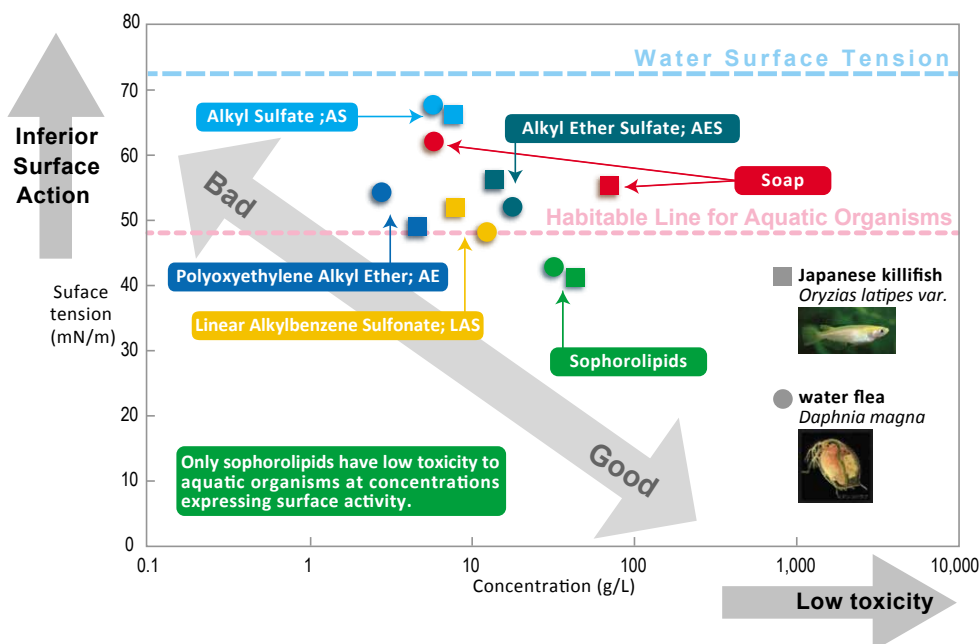 80
70
60
50
40
30
20
10
0
0.1
1
10
100
1,000
10,000
Inferior
Surface
Action
Suface
tension
(mN/m)
Water Surface Tension
Alkyl Sulfate ;AS
Alkyl Ether Sulfate; AES
Soap
Bad
Habitable Line for Aquatic Organisms
Polyoxyethylene Alkyl Ether; AE
Linear Alkylbenzene Sulfonate; LAS
Sophorolipids
Japanese killifish
Oryzias latipes var.
water flea
Daphnia magna
Good
Only sophorolipids have low toxicity to
aquatic organisms at concentrations
expressing surface activity.
Concentration (g/L)
Low toxicity